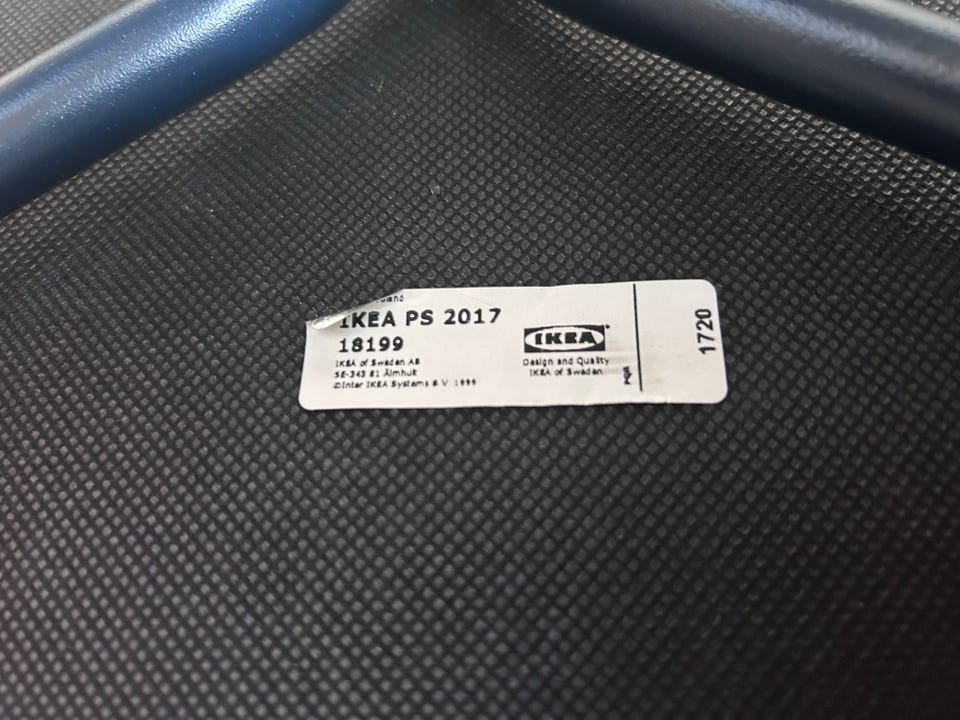 IKEA PS 2017
18199
IKEA of Sweden AB
SE-343 81 Älmhult
©Inter IKEA Systems B V 1999
IKEA
Design and Quality
IKEA of Sweden
PQR
1720